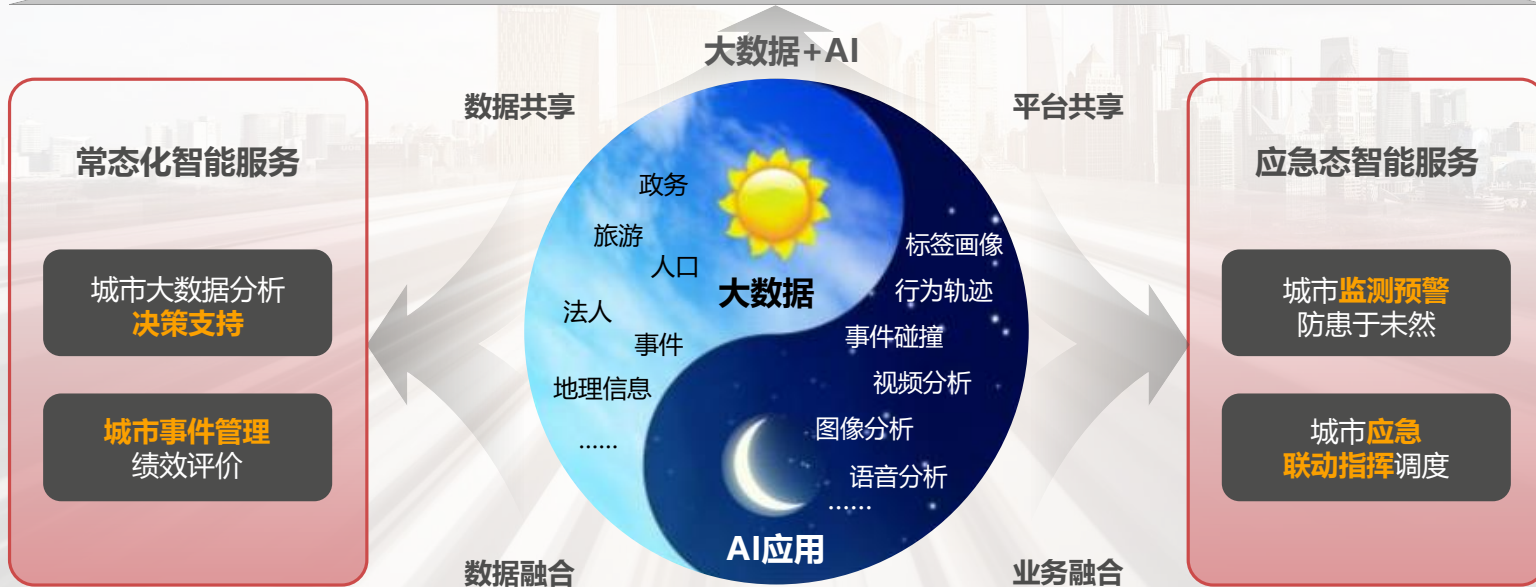 大数据+AI
数据共享
平台共享
常态化智能服务
城市大数据分析
决策支持
城市事件管理
绩效评价
政务
旅游
人口
法人
事件
地理信息
......
大数据
标签画像
行为轨迹
事件碰撞
视频分析
图像分析
语音分析
......
AI应用
应急态智能服务
城市监测预警
防患于未然
城市应急
联动指挥调度
数据融合
业务融合